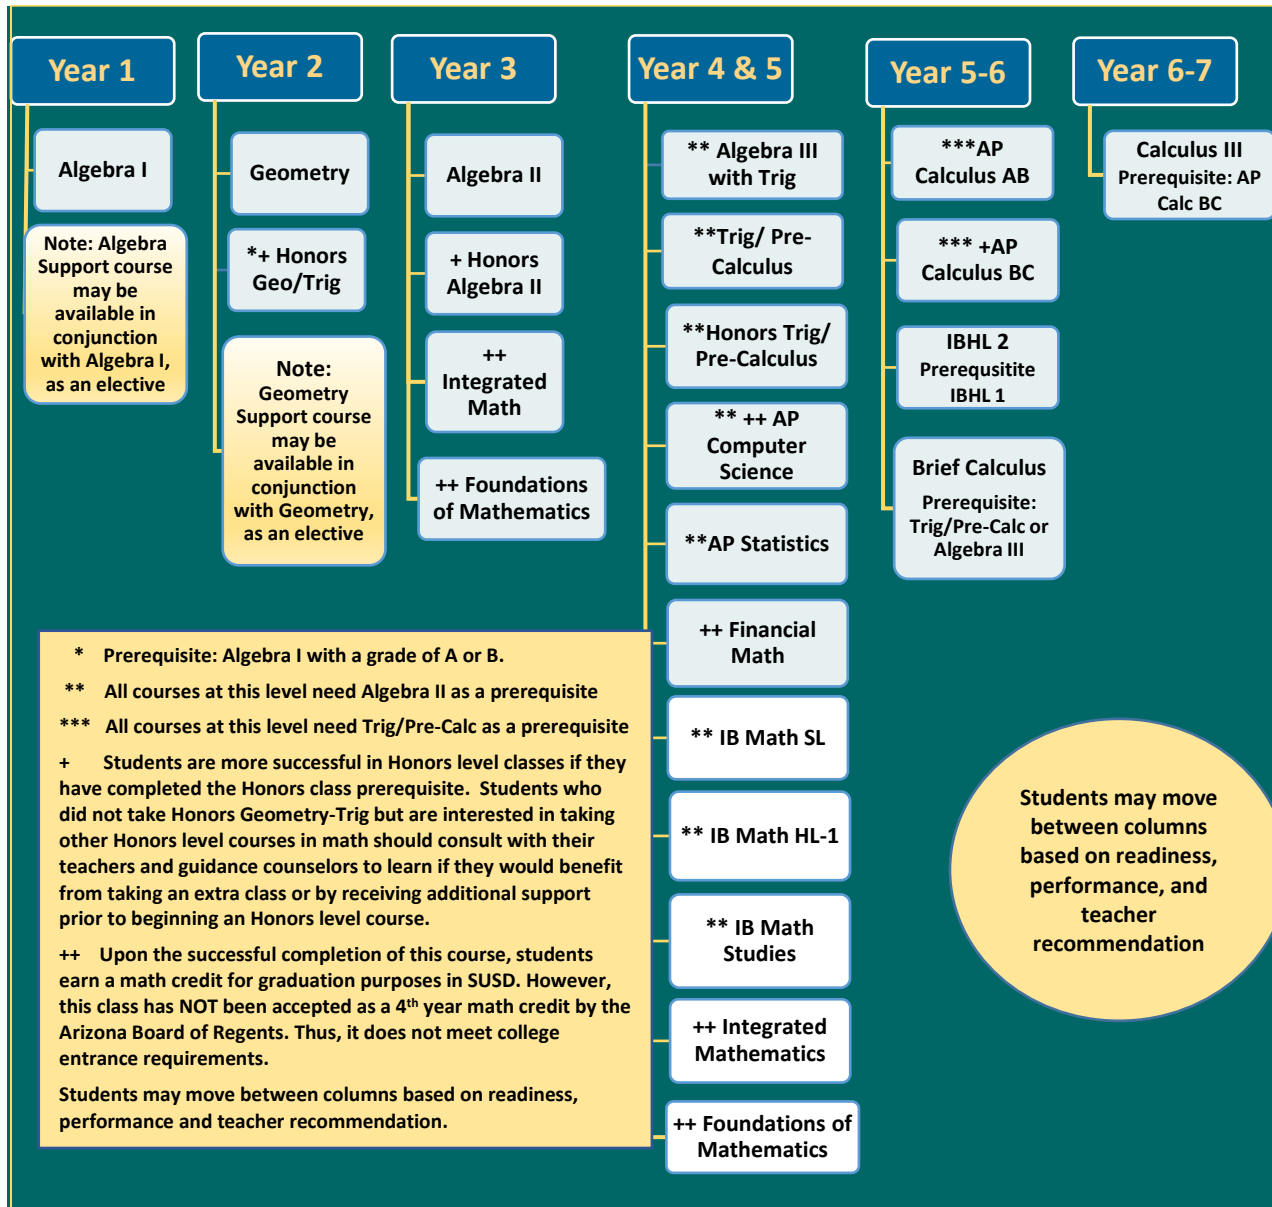 Year 1
Algebra I
Note: Algebra
Support course
may be
available in
conjunction
with Algebra I,
as an elective
Year 2
Geometry
*+ Honors
Geo/Trig
Note:
Geometry
Support course
may be
available in
conjunction
with Geometry,
as an elective
Year 3
Algebra II
+ Honors
Algebra II
++
Integrated
Math
++ Foundations
of Mathematics
Year 4 & 5
** Algebra III
with Trig
**Trig/ Pre-
Calculus
**Honors Trig/
Pre-Calculus
** ++ AP
Computer
Science
**AP Statistics
++ Financial
Math
** IB Math SL
** IB Math HL-1
** IB Math
Studies
++ Integrated
Mathematics
++ Foundations of
Mathematics
Year 5-6
***AP
Calculus AB
*** +AP
Calculus BC
IBHL 2
Prerequsitite
IBHL 1
Brief Calculus
Prerequisite:
Trig/Pre-Calc or
Algebra III
Year 6-7
Calculus III
Prerequisite: AP
Calc BC
* Prerequisite: Algebra I with a grade of A or B.
** All courses at this level need Algebra II as a prerequisite
*** All courses at this level need Trig/Pre-Calc as a prerequisite
+ Students are more successful in Honors level classes if they
have completed the Honors class prerequisite. Students who
did not take Honors Geometry-Trig but are interested in taking
other Honors level courses in math should consult with their
teachers and guidance counselors to learn if they would benefit
from taking an extra class or by receiving additional support
prior to beginning an Honors level course.
++ Upon the successful completion of this course, students
earn a math credit for graduation purposes in SUSD. However,
this class has NOT been accepted as a 4th year math credit by the
Arizona Board of Regents. Thus, it does not meet college
entrance requirements.
Students may move between columns based on readiness,
performance and teacher recommendation.
Students may move
between columns
based on readiness,
performance, and
teacher
recommendation